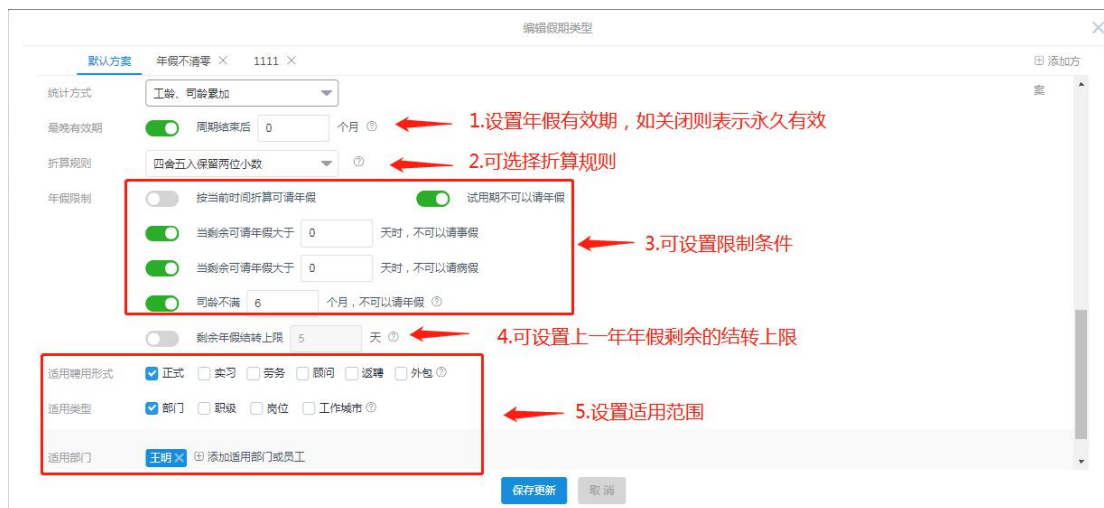 编辑假期类型
默认方案 年假不清零 1111 添加方案
统计方式 工龄、司龄累加
最晚有效期 周期结束后 0 个月 1.设置年假有效期，如关闭则表示永久有效
折算规则 四舍五入保留两位小数 2.可选择折算规则
年假限制 按当前时间折算可请年假 试用期不可以请年假
当剩余可请年假大于 0 天时，不可以请事假 3.可设置限制条件
当剩余可请年假大于 0 天时，不可以请病假
司龄不满 6 个月，不可以请年假
剩余年假结转上限 5 天 4.可设置上一年年假剩余的结转上限
适用聘用形式 正式 实习 劳务 顾问 返聘 外包
适用类型 部门 职级 岗位 工作城市 5.设置适用范围
适用部门 王明 添加适用部门或员工
保存更新 取消